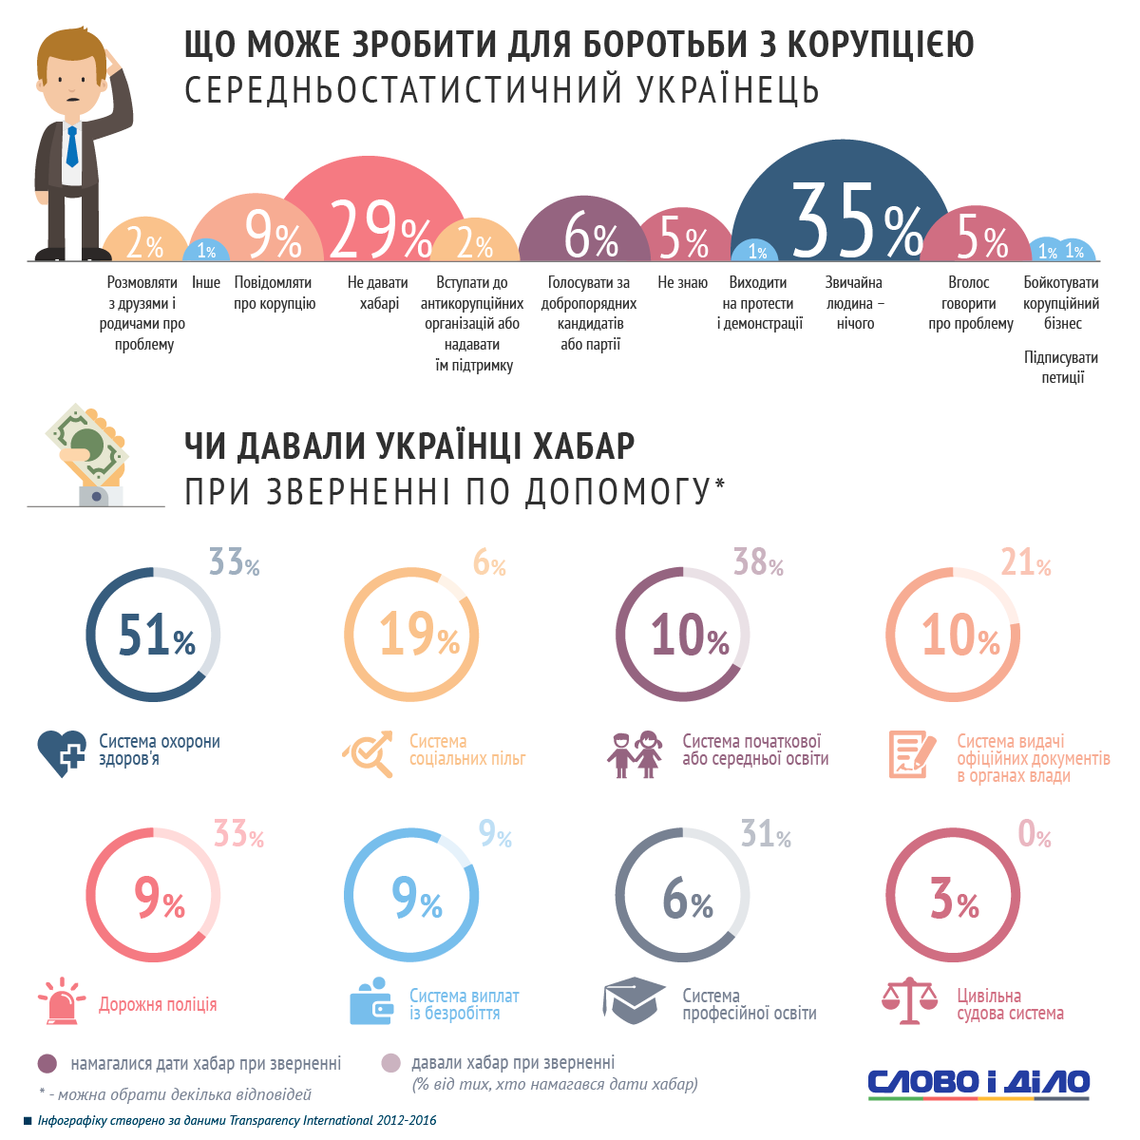 ЩО МОЖЕ ЗРОБИТИ ДЛЯ БОРОТЬБИ З КОРУПЦІЄЮ
СЕРЕДНЬОСТАТИСТИЧНИЙ УКРАЇНЕЦЬ
2%
1%
9%
29%
2%
6%
5%
1%
35%
5%
1%
1%
Розмовляти
з друзями і
родичами про
проблему
Інше
Повідомляти
про корупцію
Не давати
хабарі
Вступати до
антикорупційних
організацій або
надавати
їм підтримку
Голосувати за
добропорядних
кандидатів
або партії
Не знаю
Виходити
на протести
і демонстрації
Звичайна
людина –
нічого
Вголос
говорити
про проблему
Бойкотувати
корупційний
бізнес
Підписувати
петиції
ЧИ ДАВАЛИ УКРАЇНЦІ ХАБАР
ПРИ ЗВЕРНЕННІ ПО ДОПОМОГУ*
33%
51%
Система охорони
здоров'я
6%
19%
Система
соціальних пільг
38%
10%
Система початкової
або середньої освіти
21%
10%
Система видачі
офіційних документів
в органах влади
33%
9%
Дорожня поліція
9%
9%
Система виплат
із безробіття
31%
6%
Система
професійної освіти
0%
3%
Цивільна
судова система
намагалися дати хабар при зверненні
давали хабар при зверненні
(% від тих, хто намагався дати хабар)
* - можна обрати декілька відповідей
СЛОВО і ДіЛО
Інфографіку створено за даними Transparency International 2012-2016